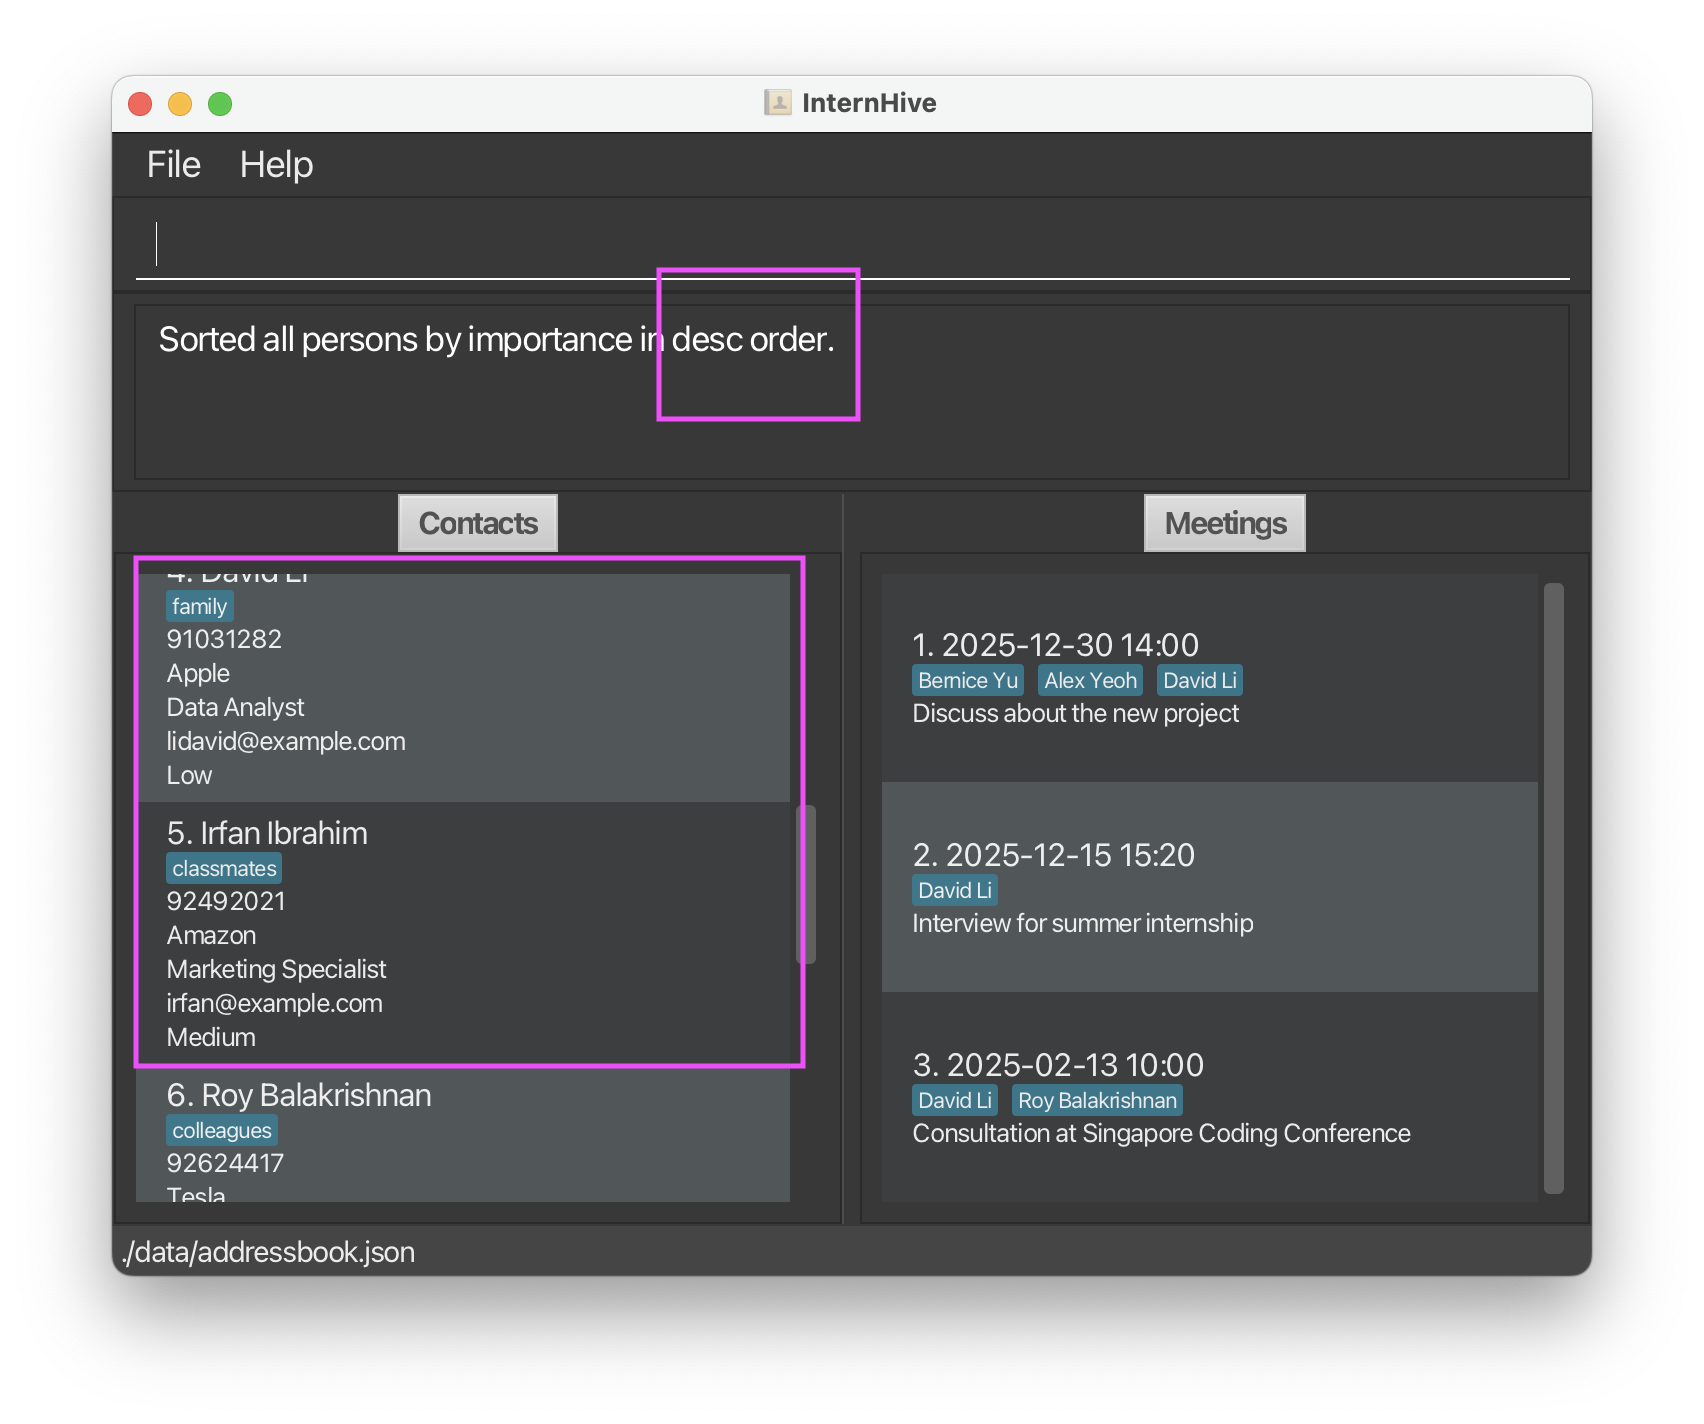 InternHive
File Help
Sorted all persons by importance in desc order.
Contacts
Meetings
4. David Li
family
91031282
Apple
Data Analyst
lidavid@example.com
Low
5. Irfan Ibrahim
classmates
92492021
Amazon
Marketing Specialist
irfan@example.com
Medium
6. Roy Balakrishnan
colleagues
92624417
Tesla
1. 2025-12-30 14:00
Bernice Yu Alex Yeoh David Li
Discuss about the new project
2. 2025-12-15 15:20
David Li
Interview for summer internship
3. 2025-02-13 10:00
David Li Roy Balakrishnan
Consultation at Singapore Coding Conference
./data/addressbook.json